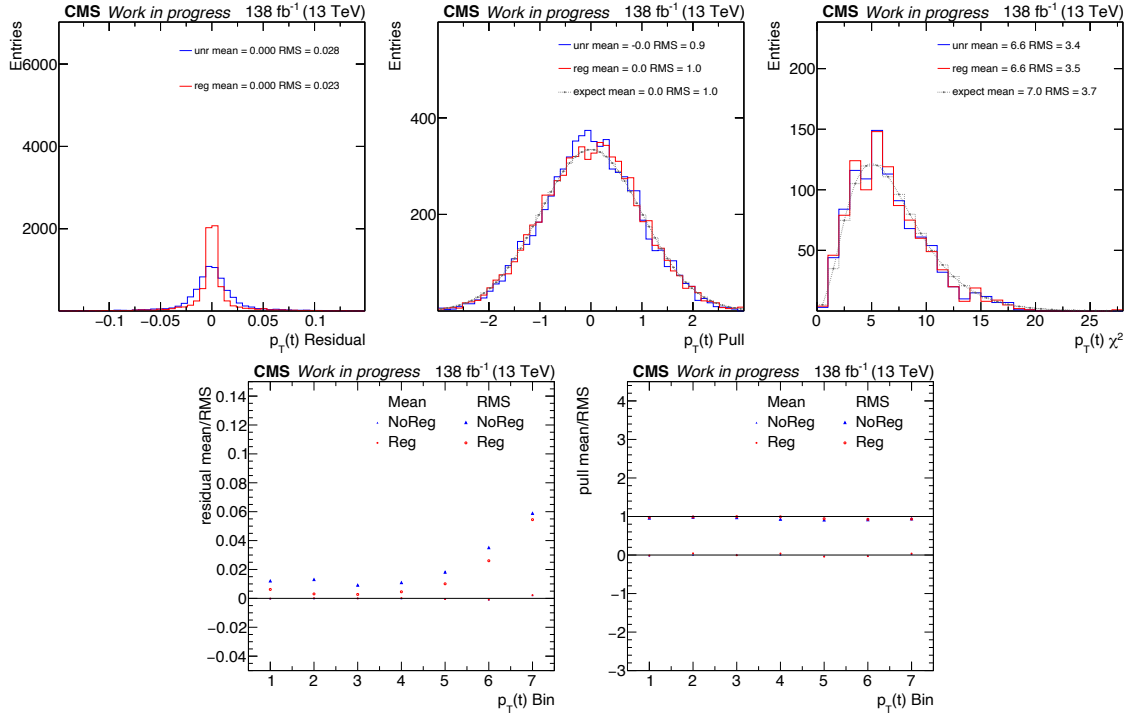 CMS Work in progress 138 fb⁻¹ (13 TeV)
Entries
6000
4000
2000
unr mean = 0.000 RMS = 0.028
reg mean = 0.000 RMS = 0.023
−0.1 −0.05 0 0.05 0.1
p_T(t) Residual
CMS Work in progress 138 fb⁻¹ (13 TeV)
Entries
400
200
unr mean = -0.0 RMS = 0.9
reg mean = 0.0 RMS = 1.0
expect mean = 0.0 RMS = 1.0
−2 −1 0 1 2
p_T(t) Pull
CMS Work in progress 138 fb⁻¹ (13 TeV)
Entries
200
150
100
50
unr mean = 6.6 RMS = 3.4
reg mean = 6.6 RMS = 3.5
expect mean = 7.0 RMS = 3.7
0 5 10 15 20 25
p_T(t) χ²
CMS Work in progress 138 fb⁻¹ (13 TeV)
residual mean/RMS
0.14
0.12
0.1
0.08
0.06
0.04
0.02
0
−0.02
−0.04
Mean RMS
NoReg NoReg
Reg Reg
1 2 3 4 5 6 7
p_T(t) Bin
CMS Work in progress 138 fb⁻¹ (13 TeV)
pull mean/RMS
4
3
2
1
0
−1
−2
−3
Mean RMS
NoReg NoReg
Reg Reg
1 2 3 4 5 6 7
p_T(t) Bin